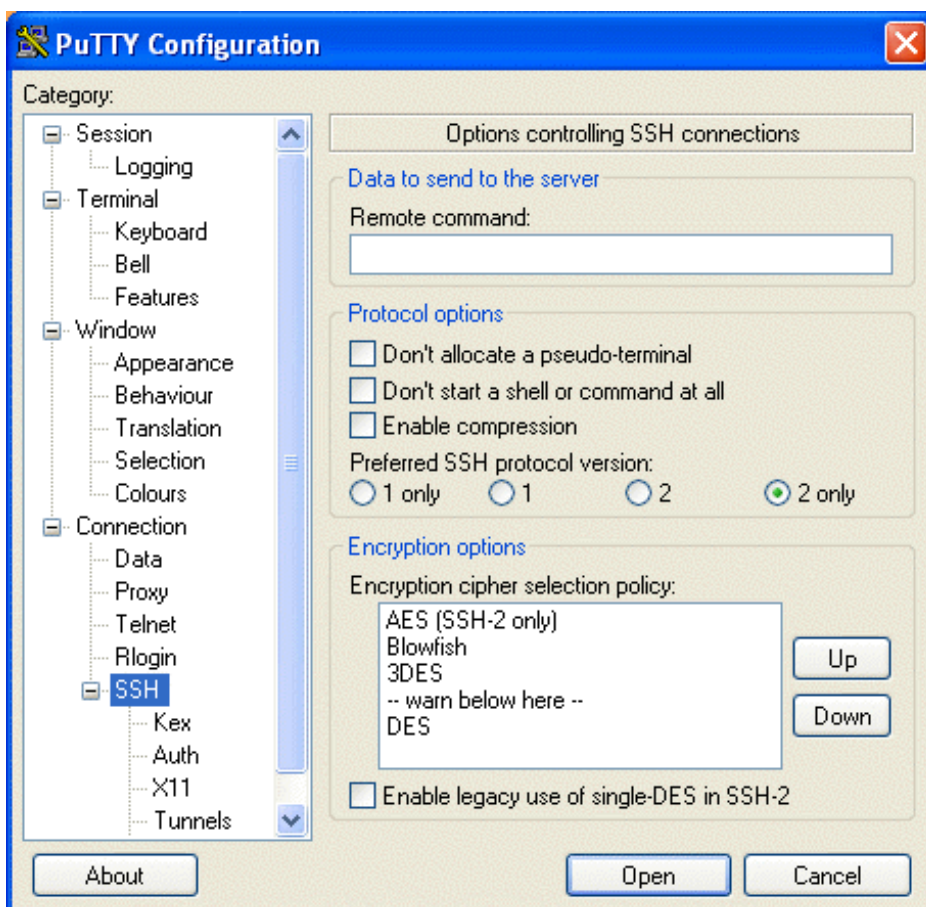 PuTTY Configuration
Category:
Session
Logging
Terminal
Keyboard
Bell
Features
Window
Appearance
Behaviour
Translation
Selection
Colours
Connection
Data
Proxy
Telnet
Rlogin
SSH
Kex
Auth
X11
Tunnels
Options controlling SSH connections
Data to send to the server
Remote command:
Protocol options
Don't allocate a pseudo-terminal
Don't start a shell or command at all
Enable compression
Preferred SSH protocol version:
1 only 1 2 2 only
Encryption options
Encryption cipher selection policy:
AES (SSH-2 only)
Blowfish
3DES
-- warn below here --
DES
Up
Down
Enable legacy use of single-DES in SSH-2
About Open Cancel